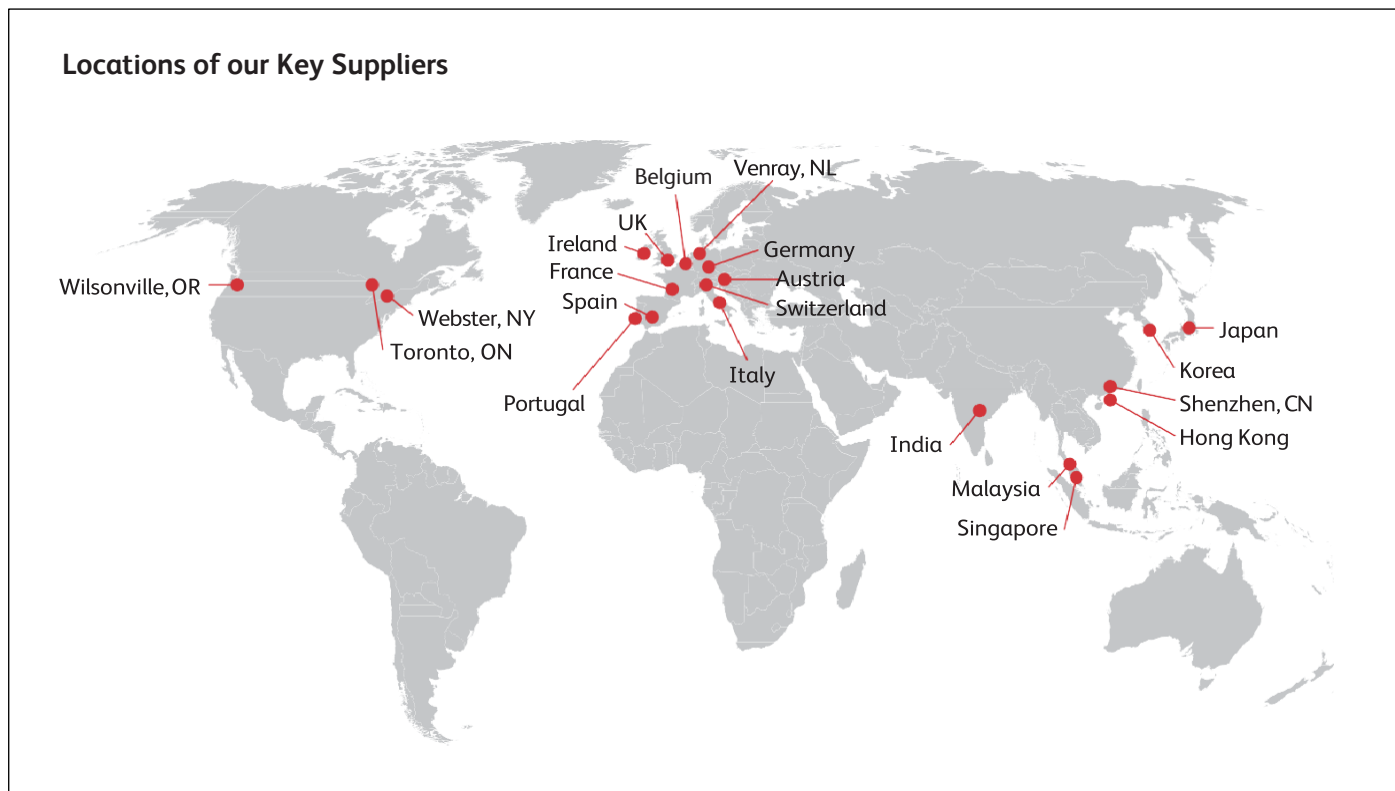 Locations of our Key Suppliers
Venray, NL
Belgium
UK
Ireland
Germany
France
Austria
Wilsonville, OR
Spain
Switzerland
Webster, NY
Japan
Toronto, ON
Korea
Italy
Portugal
Shenzhen, CN
Hong Kong
India
Malaysia
Singapore